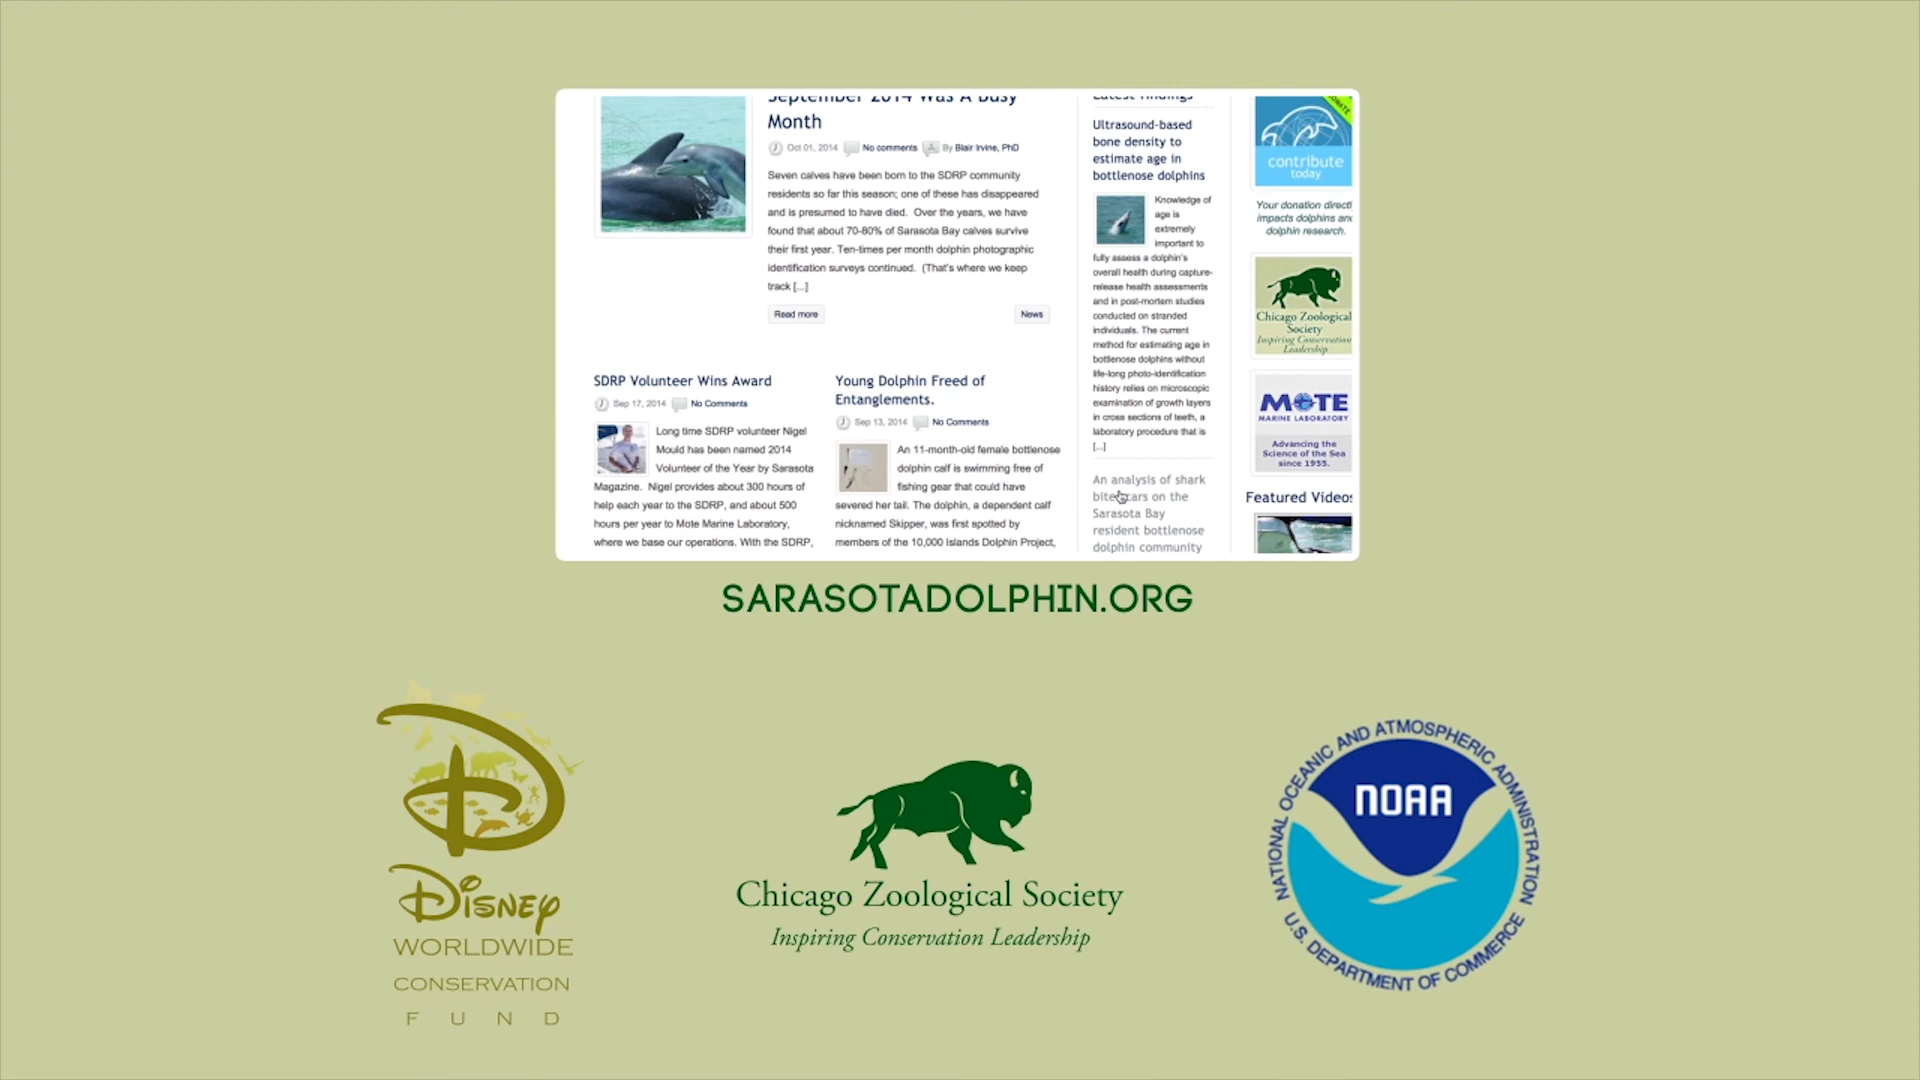 September 2014 Was A Busy
Month
Oct 01, 2014 No comments By Blair Irvine, PhD
Seven calves have been born to the SDRP community
residents so far this season; one of these has disappeared
and is presumed to have died. Over the years, we have
found that about 70-80% of Sarasota Bay calves survive
their first year. Ten-times per month dolphin photographic
identification surveys continued. (That's where we keep
track [...]
Read more
News
SDRP Volunteer Wins Award
Sep 17, 2014 No Comments
Long time SDRP volunteer Nigel
Mould has been named 2014
Volunteer of the Year by Sarasota
Magazine. Nigel provides about 300 hours of
help each year to the SDRP, and about 500
hours per year to Mote Marine Laboratory,
where we base our operations. With the SDRP,
Young Dolphin Freed of
Entanglements.
Sep 13, 2014 No Comments
An 11-month-old female bottlenose
dolphin calf is swimming free of
fishing gear that could have
severed her tail. The dolphin, a dependent calf
nicknamed Skipper, was first spotted by
members of the 10,000 Islands Dolphin Project,
Latest findings
Ultrasound-based
bone density to
estimate age in
bottlenose dolphins
Knowledge of
age is
extremely
important to
fully assess a dolphin's
overall health during capture-
release health assessments
and in post-mortem studies
conducted on stranded
individuals. The current
method for estimating age in
bottlenose dolphins without
life-long photo-identification
history relies on microscopic
examination of growth layers
in cross sections of teeth, a
laboratory procedure that is
[...]
An analysis of shark
bite scars on the
Sarasota Bay
resident bottlenose
dolphin community
DONATE
contribute
today
Your donation directl
impacts dolphins and
dolphin research.
Chicago Zoological
Society
Inspiring Conservation
Leadership
MOTE
MARINE LABORATORY
Advancing the
Science of the Sea
since 1955.
Featured Videos
SARASOTADOLPHIN.ORG
D
Disney
WORLDWIDE
CONSERVATION
FUND
Chicago Zoological Society
Inspiring Conservation Leadership
NATIONAL OCEANIC AND ATMOSPHERIC ADMINISTRATION
NOAA
U.S. DEPARTMENT OF COMMERCE